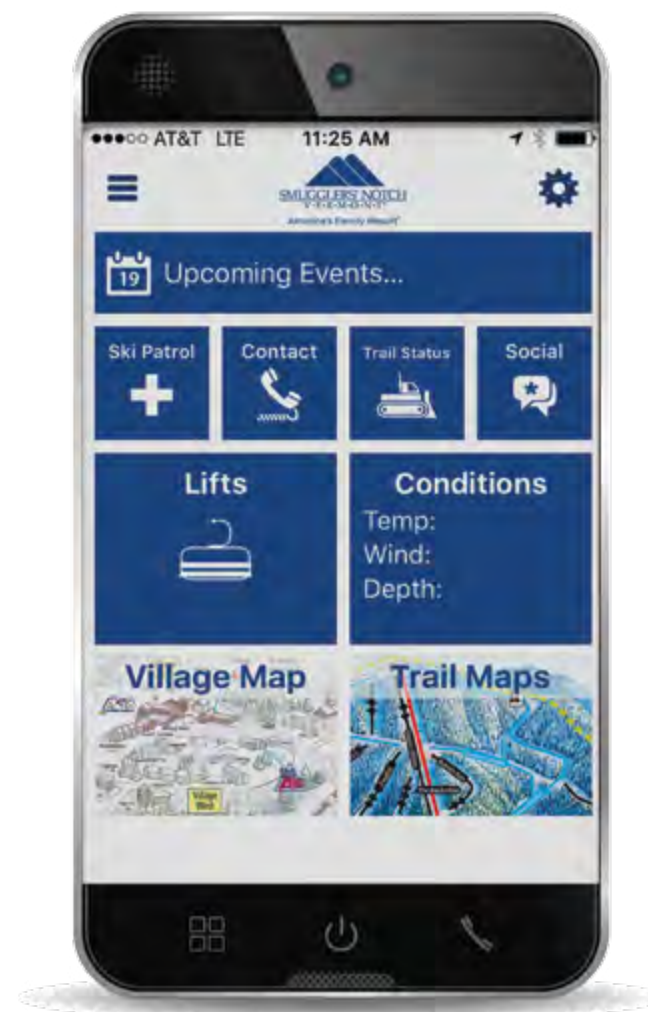 AT&T LTE 11:25 AM
SMUGGLERS' NOTCH
V·E·R·M·O·N·T
America's Family Resort
19 Upcoming Events...
Ski Patrol Contact Trail Status Social
Lifts Conditions
Temp:
Wind:
Depth:
Village Map Trail Maps
Village